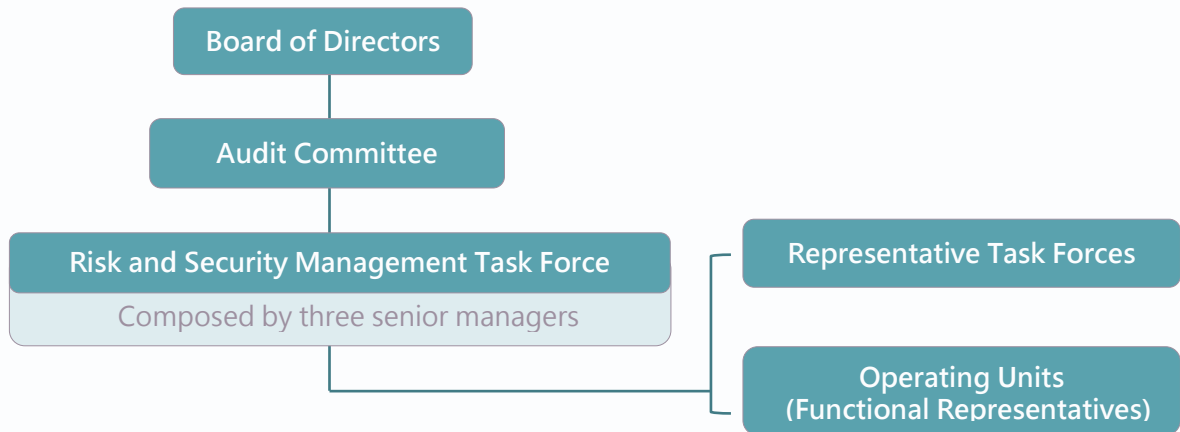 Board of Directors
Audit Committee
Risk and Security Management Task Force
Composed by three senior managers
Representative Task Forces
Operating Units
(Functional Representatives)